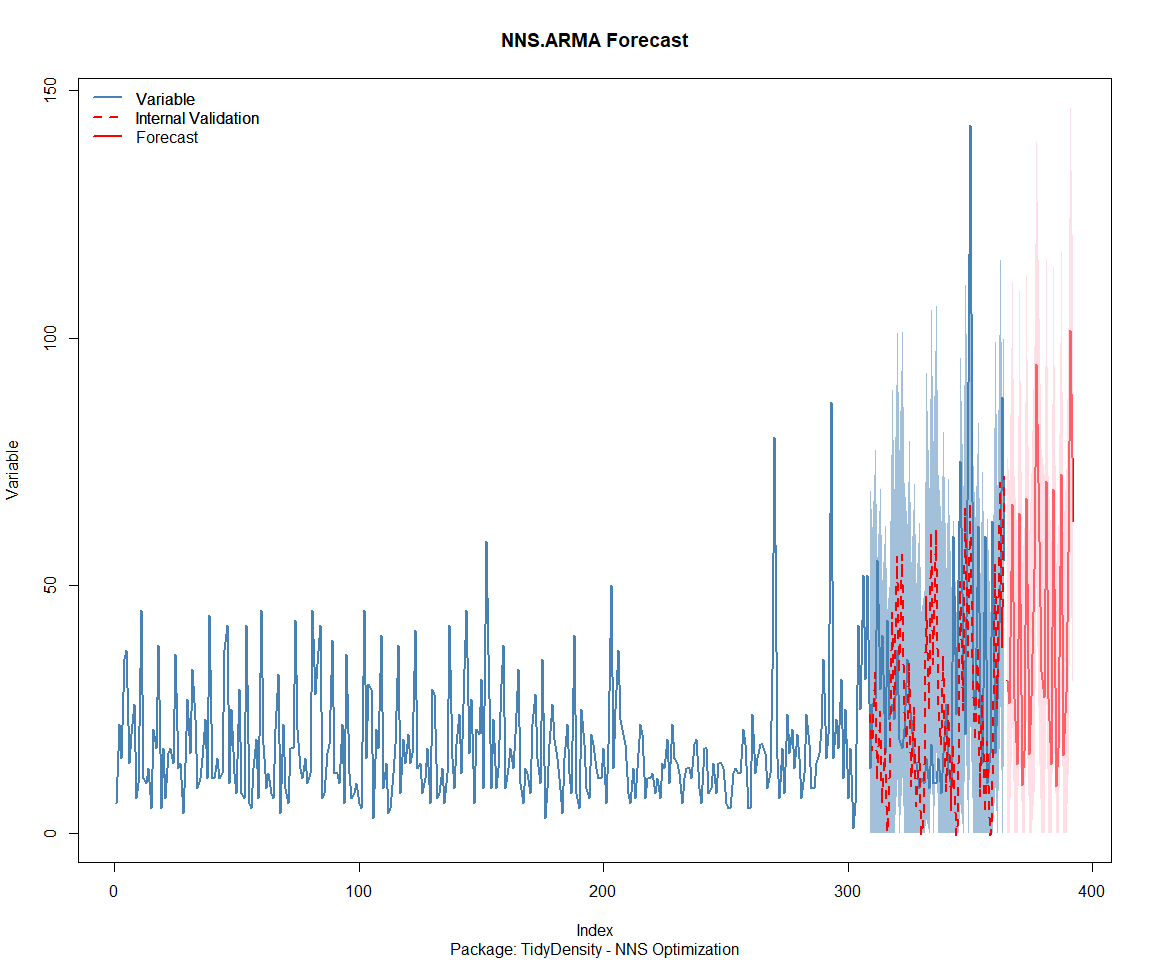 NNS.ARMA Forecast
Variable
Internal Validation
Forecast
150
100
50
0
Variable
0
100
200
300
400
Index
Package: TidyDensity - NNS Optimization